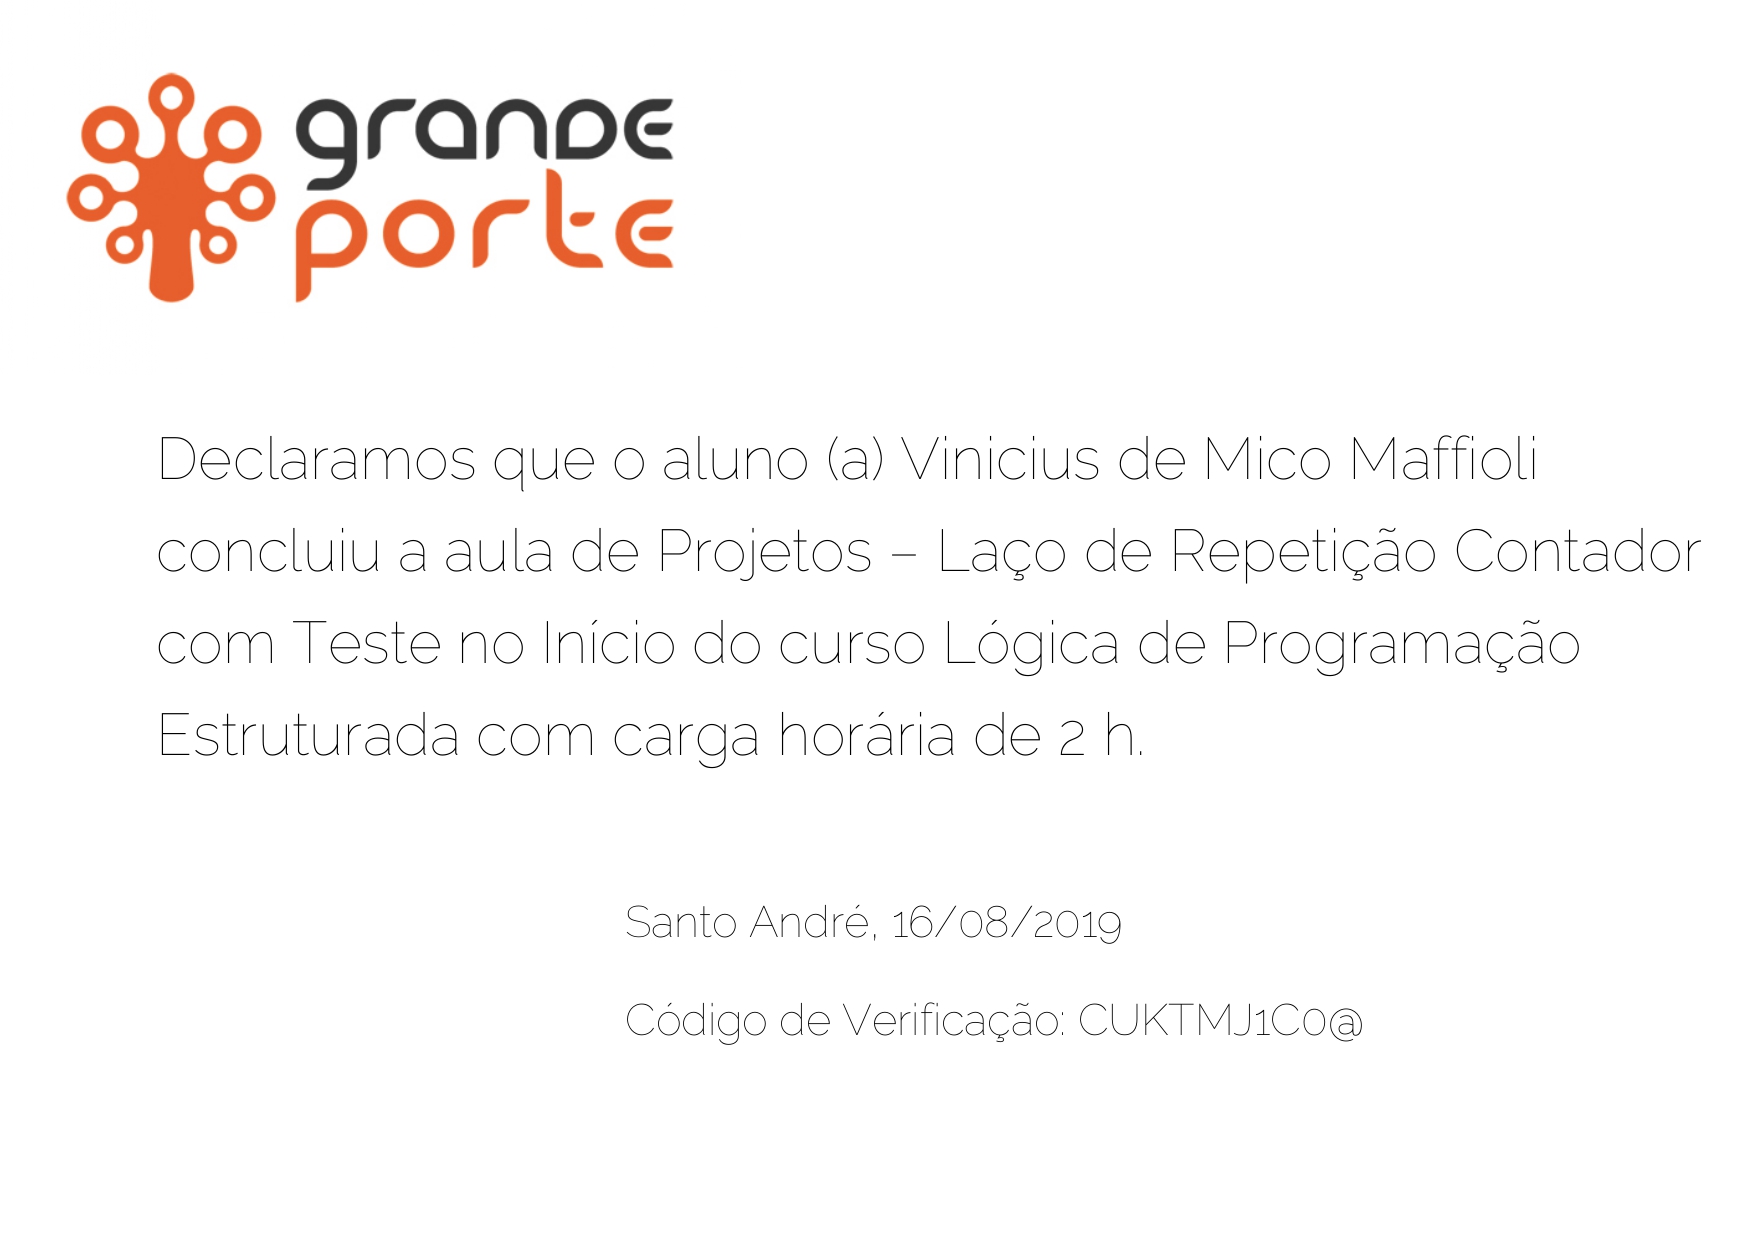 grande
porte
Declaramos que o aluno (a) Vinicius de Mico Maffioli
concluiu a aula de Projetos – Laço de Repetição Contador
com Teste no Início do curso Lógica de Programação
Estruturada com carga horária de 2 h.
Santo André, 16/08/2019
Código de Verificação: CUKTMJ1C0@